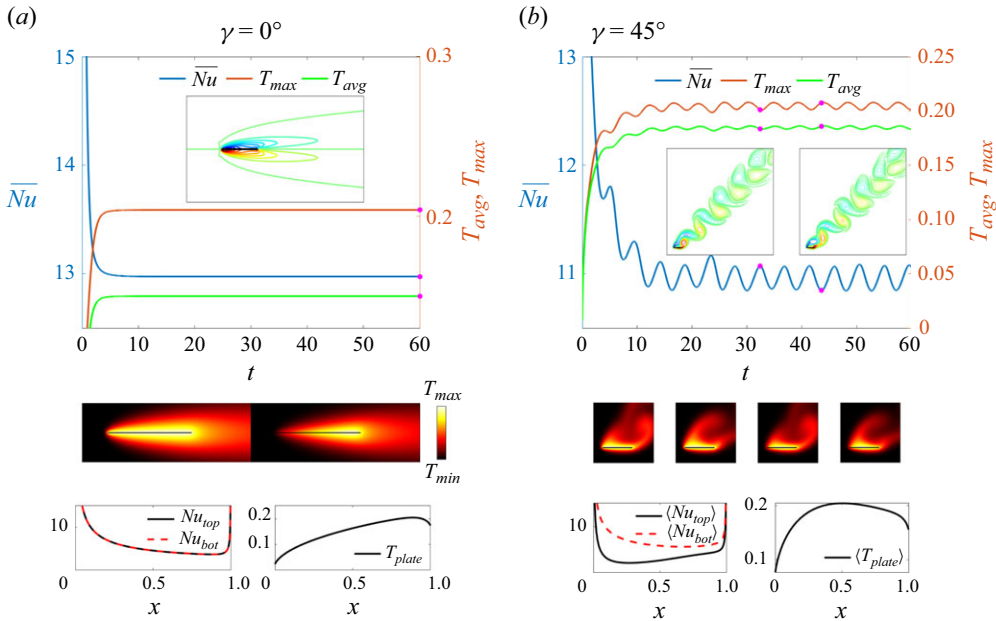 (a)
γ = 0°
15
14
13
0.3
0.2
Nu
T_max
T_avg
Nu
T_avg, T_max
0 10 20 30 40 50 60
t
T_max
T_min
10
Nu_top
Nu_bot
0 0.5 1.0
x
0.2
0.1
T_plate
0 0.5 1.0
x
(b)
γ = 45°
13
12
11
0.25
0.20
0.15
0.10
0.05
0
Nu
T_max
T_avg
Nu
T_avg, T_max
0 10 20 30 40 50 60
t
10
⟨Nu_top⟩
⟨Nu_bot⟩
0 0.5 1.0
x
0.2
0.1
⟨T_plate⟩
0 0.5 1.0
x